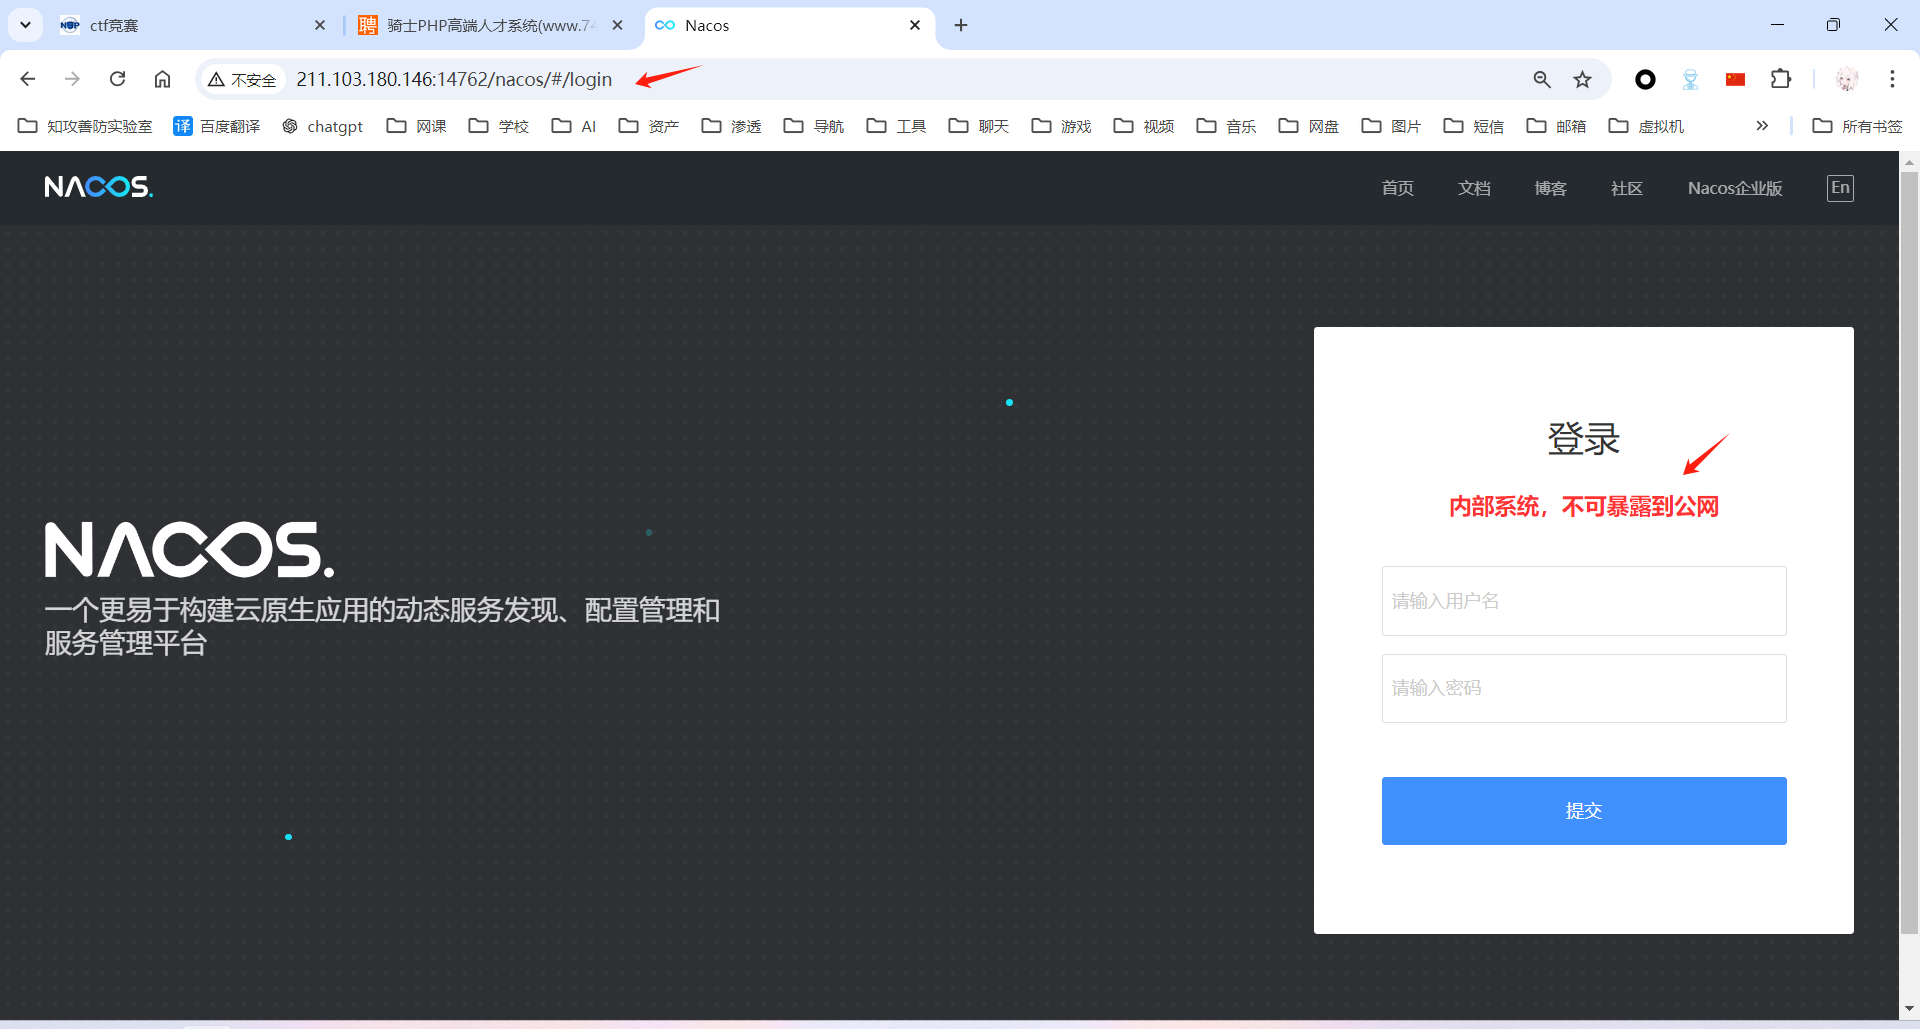 ctf竞赛
骑士PHP高端人才系统(www.74
Nacos
不安全
211.103.180.146:14762/nacos/#/login
知攻善防实验室
译 百度翻译
chatgpt
网课
学校
AI
资产
渗透
导航
工具
聊天
游戏
视频
音乐
网盘
图片
短信
邮箱
虚拟机
所有书签
NACOS.
首页
文档
博客
社区
Nacos企业版
En
NACOS.
一个更易于构建云原生应用的动态服务发现、配置管理和
服务管理平台
登录
内部系统，不可暴露到公网
请输入用户名
请输入密码
提交